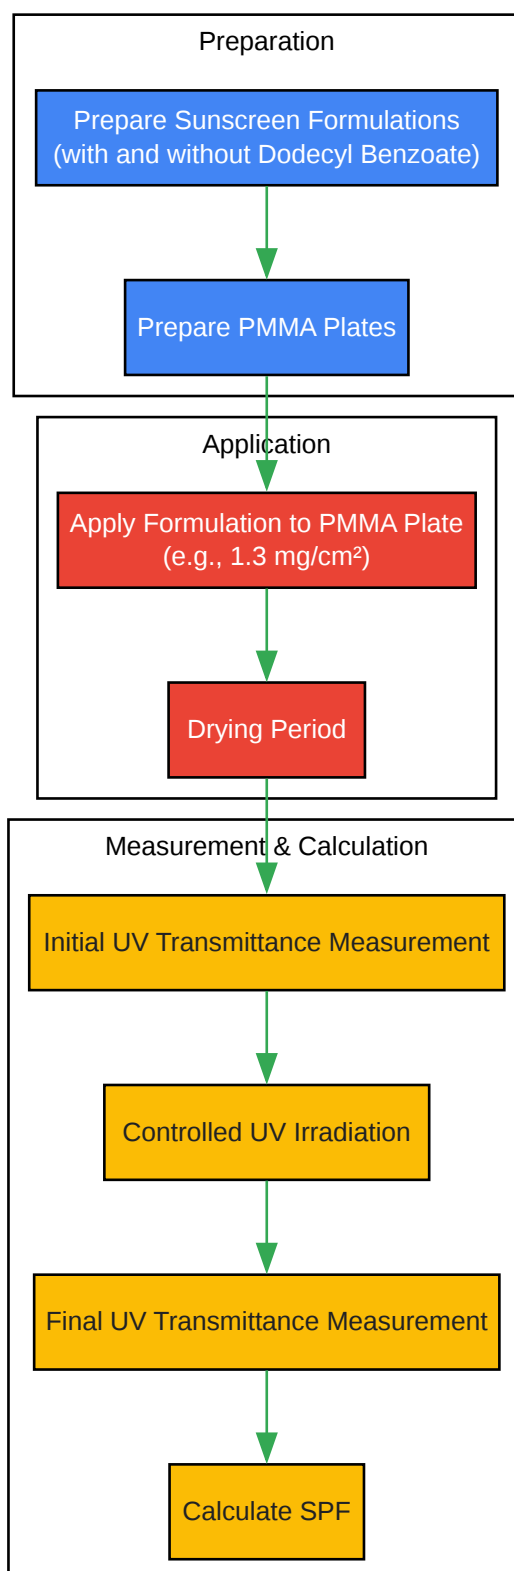 Preparation
Prepare Sunscreen Formulations
(with and without Dodecyl Benzoate)
Prepare PMMA Plates
Application
Apply Formulation to PMMA Plate
(e.g., 1.3 mg/cm²)
Drying Period
Measurement & Calculation
Initial UV Transmittance Measurement
Controlled UV Irradiation
Final UV Transmittance Measurement
Calculate SPF